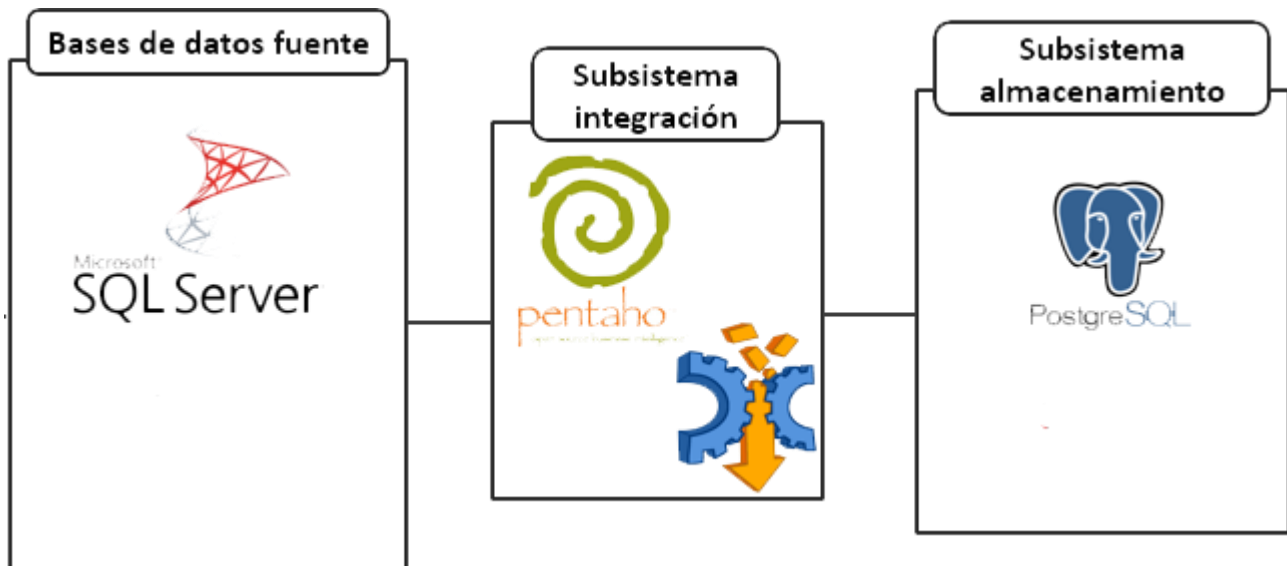 Bases de datos fuente
Subsistema
integración
Subsistema
almacenamiento
Microsoft
SQL Server
pentaho
PostgreSQL